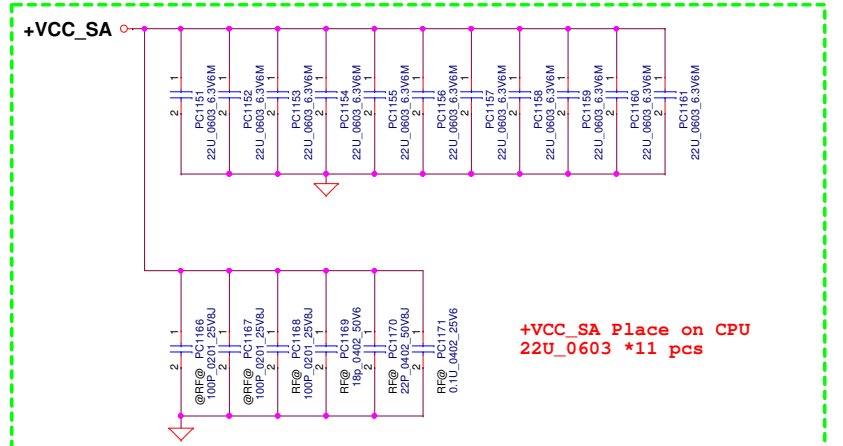 +VCC_SA
1
2
PC1151
22U_0603_6.3V6M
1
2
PC1152
22U_0603_6.3V6M
1
2
PC1153
22U_0603_6.3V6M
1
2
PC1154
22U_0603_6.3V6M
1
2
PC1155
22U_0603_6.3V6M
1
2
PC1156
22U_0603_6.3V6M
1
2
PC1157
22U_0603_6.3V6M
1
2
PC1158
22U_0603_6.3V6M
1
2
PC1159
22U_0603_6.3V6M
1
2
PC1160
22U_0603_6.3V6M
1
2
PC1161
22U_0603_6.3V6M
1
2
@RF@ PC1166
100P_0201_25V8J
1
2
@RF@ PC1167
100P_0201_25V8J
1
2
RF@ PC1168
100P_0201_25V8J
1
2
RF@ PC1169
18p_0402_50V6
1
2
RF@ PC1170
22P_0402_50V8J
1
2
RF@ PC1171
0.1U_0402_25V6
+VCC_SA Place on CPU
22U_0603 *11 pcs